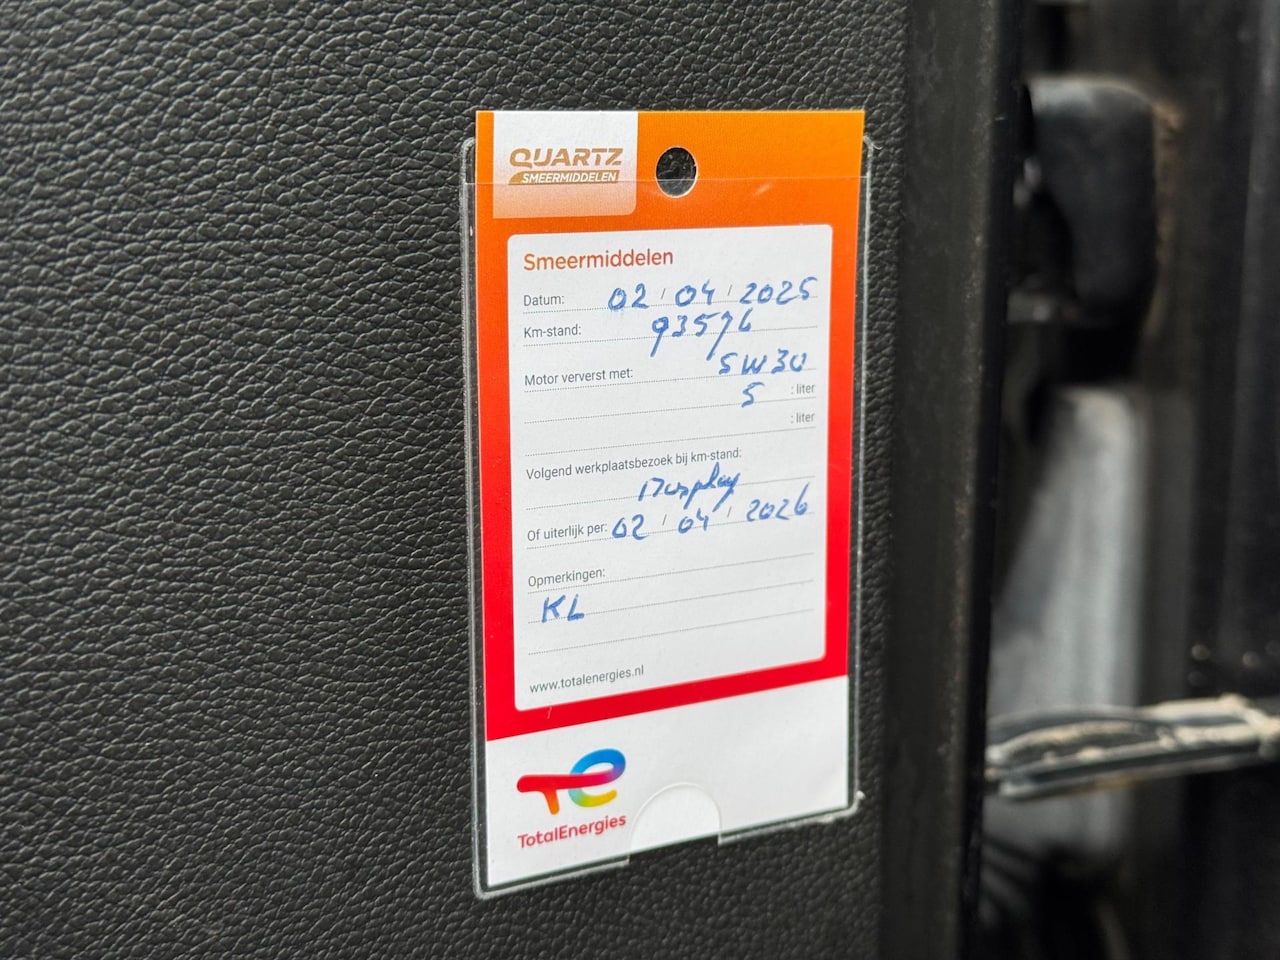 QUARTZ
SMEERMIDDELEN
Smeermiddelen
Datum: 02 / 04 / 2025
Km-stand: 93576
Motor ververst met: 5W30
5 : liter
: liter
Volgend werkplaatsbezoek bij km-stand:
Display
Of uiterlijk per: 02 / 04 / 2026
Opmerkingen:
KL
www.totalenergies.nl
TotalEnergies